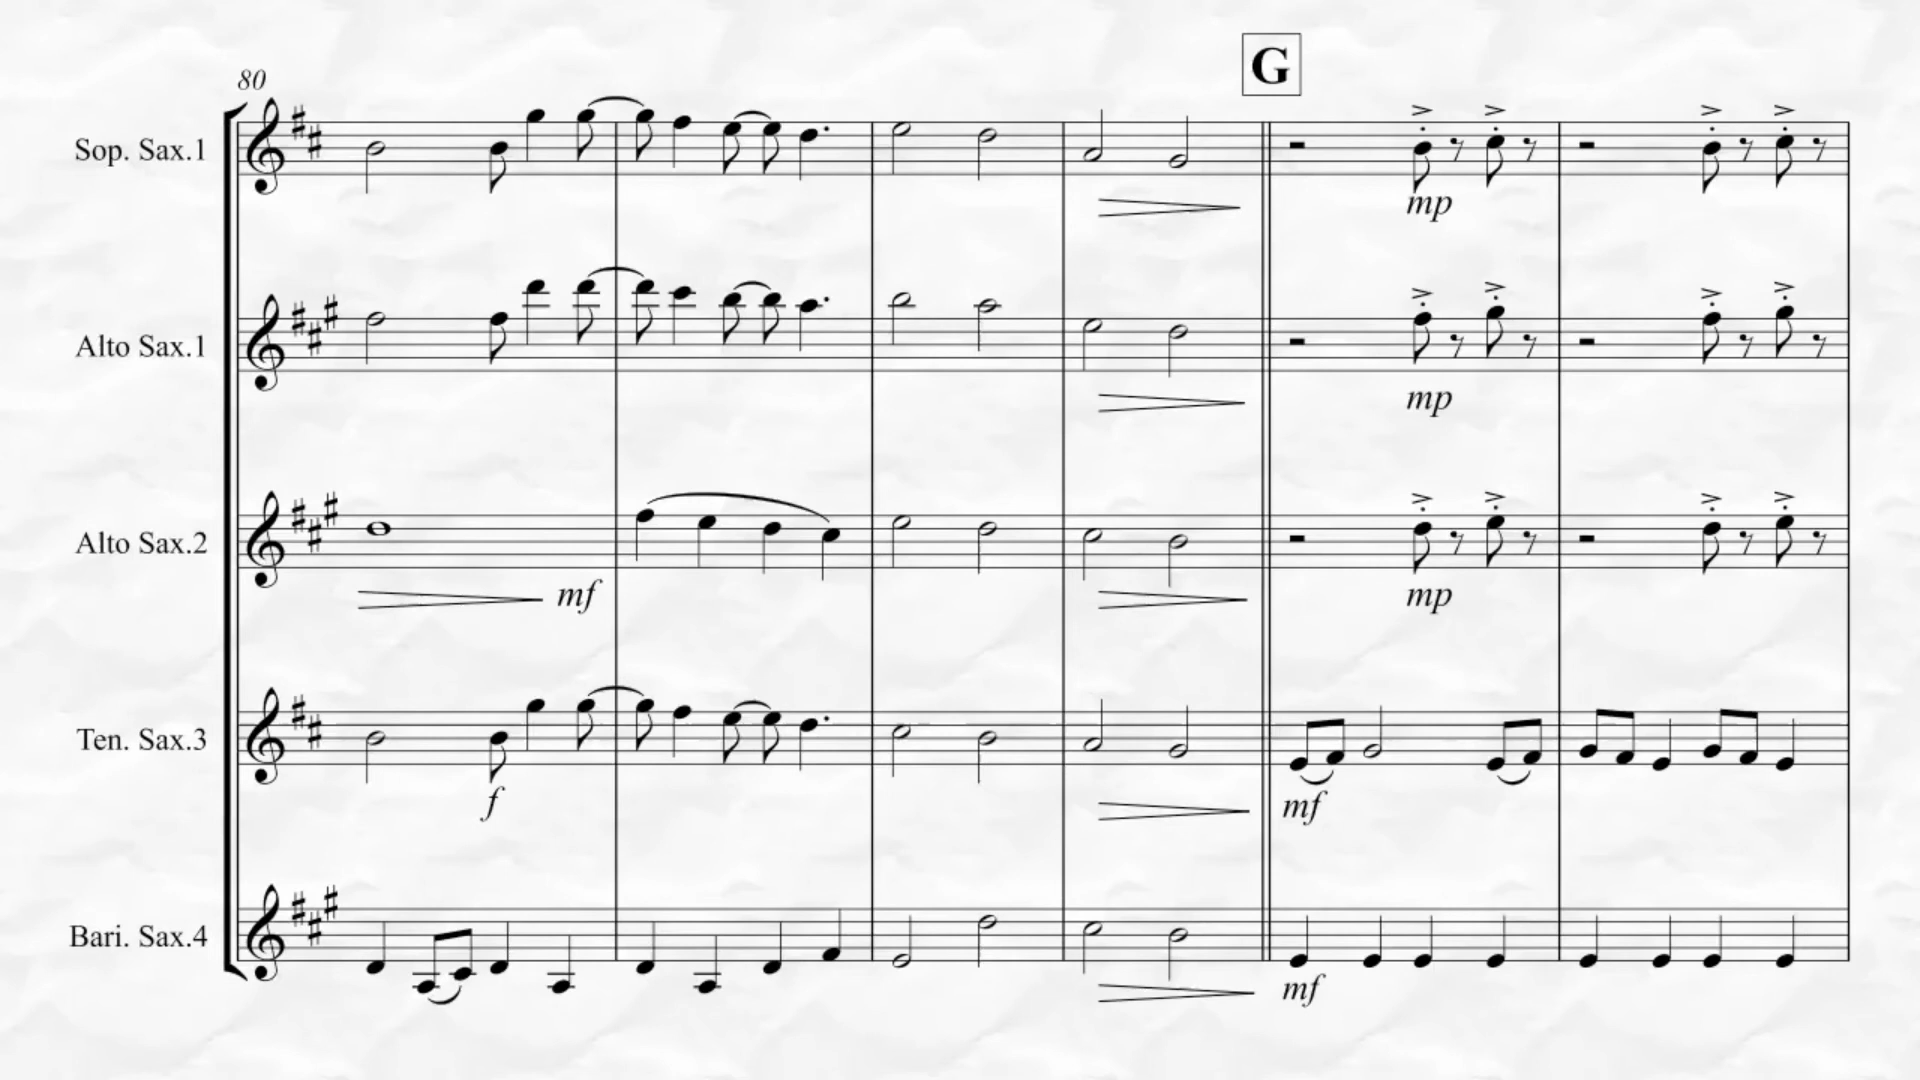 G
80
Sop. Sax.1
mp
Alto Sax.1
mp
Alto Sax.2
mf
mp
Ten. Sax.3
f
mf
Bari. Sax.4
mf